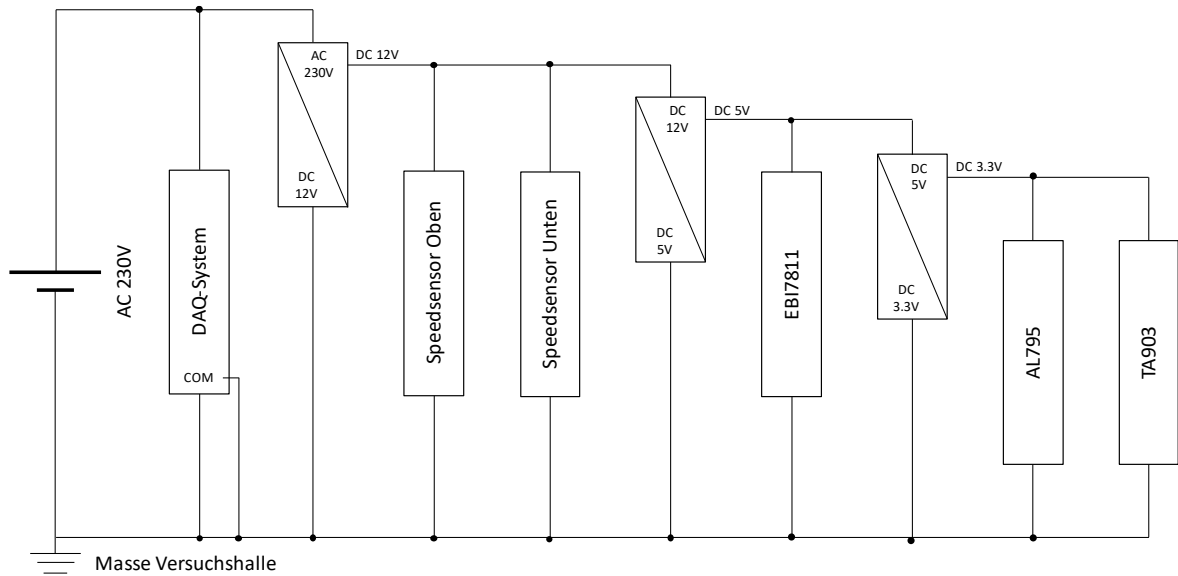 AC 230V
DAQ-System
COM
AC
230V
DC
12V
DC 12V
Speedsensor Oben
Speedsensor Unten
DC
12V
DC
5V
DC 5V
EBI7811
DC
5V
DC
3.3V
DC 3.3V
AL795
TA903
Masse Versuchshalle